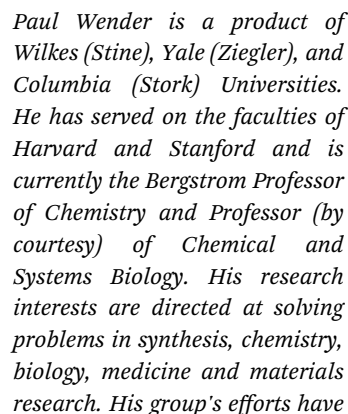 Paul Wender is a product of
Wilkes (Stine), Yale (Ziegler), and
Columbia (Stork) Universities.
He has served on the faculties of
Harvard and Stanford and is
currently the Bergstrom Professor
of Chemistry and Professor (by
courtesy) of Chemical and
Systems Biology. His research
interests are directed at solving
problems in synthesis, chemistry,
biology, medicine and materials
research. His group's efforts have